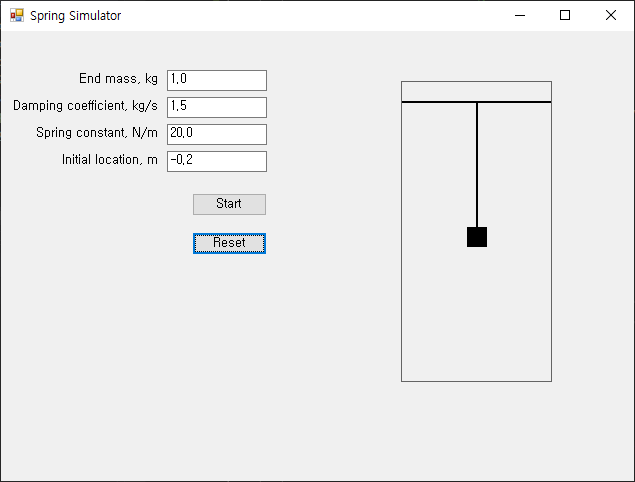 Spring Simulator
End mass, kg 1.0
Damping coefficient, kg/s 1.5
Spring constant, N/m 20.0
Initial location, m -0.2
Start
Reset